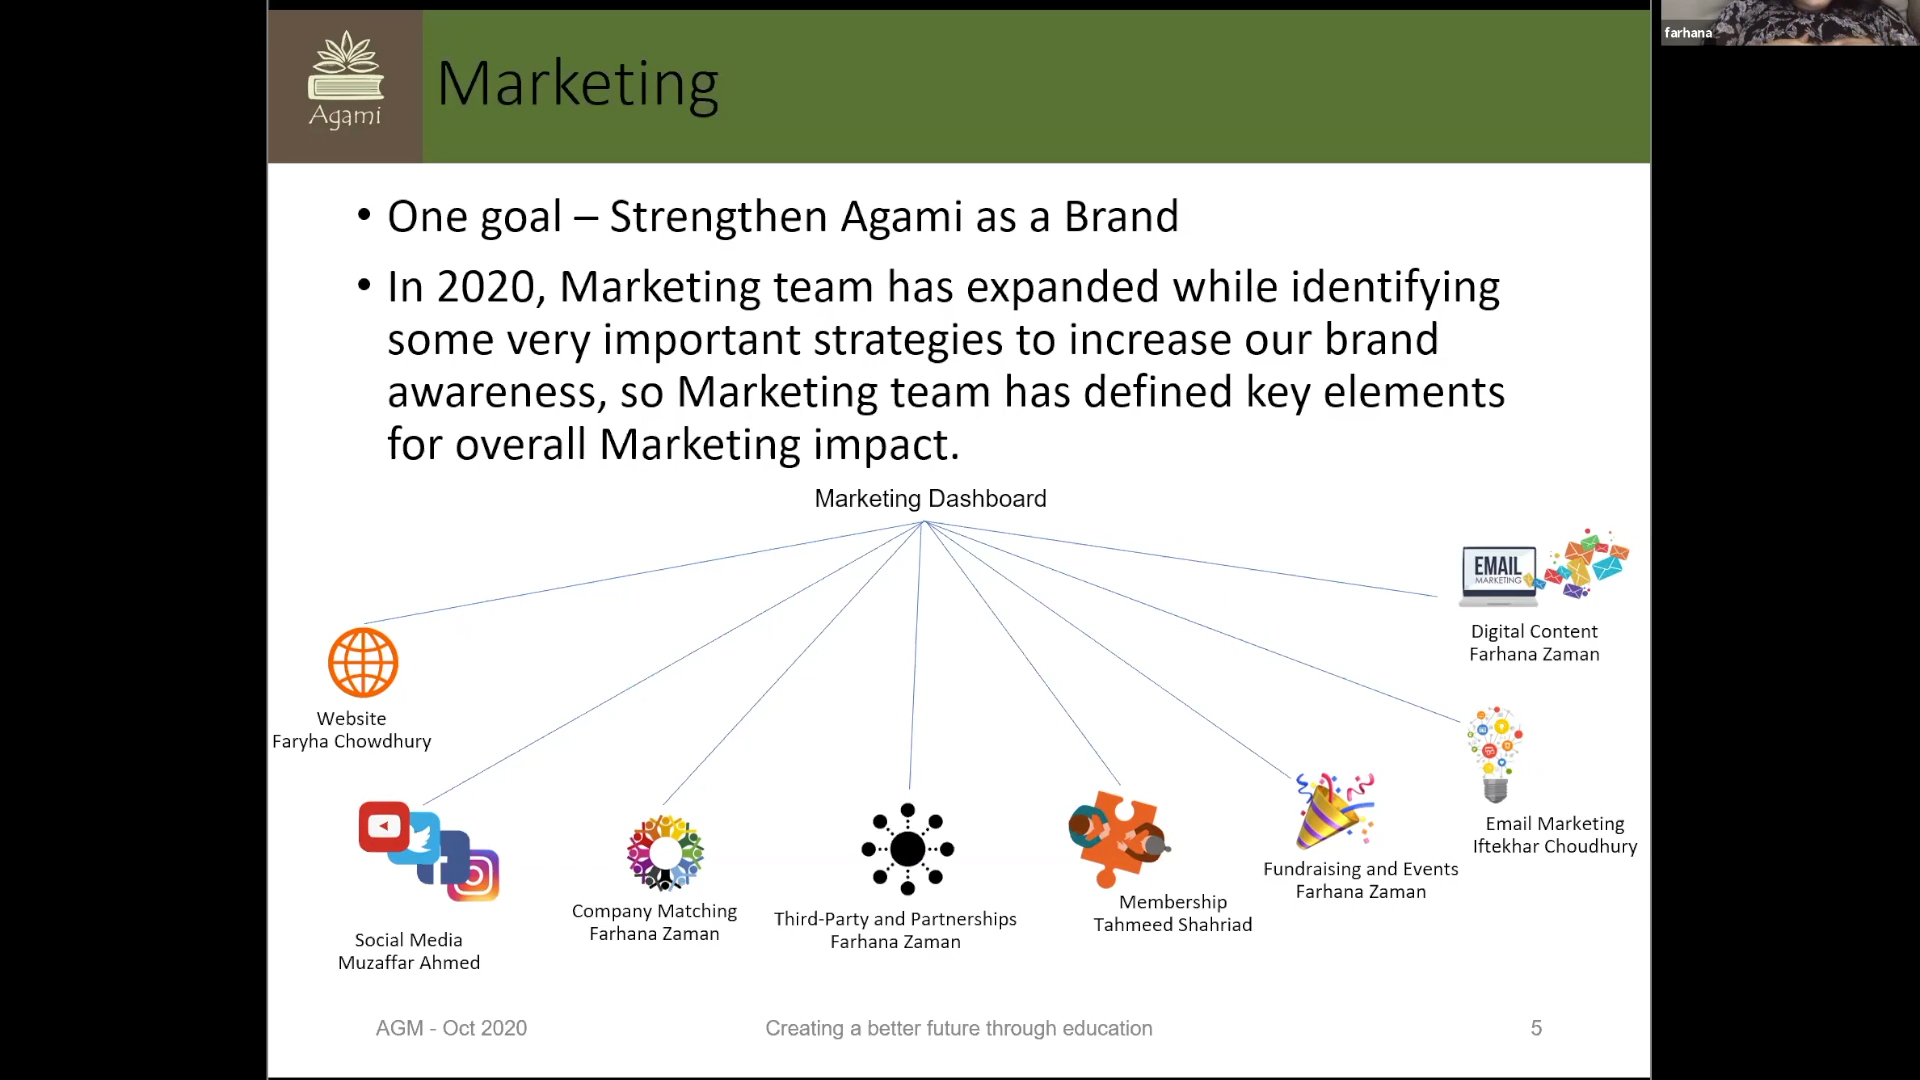 Agami
Marketing
farhana
• One goal – Strengthen Agami as a Brand
• In 2020, Marketing team has expanded while identifying
some very important strategies to increase our brand
awareness, so Marketing team has defined key elements
for overall Marketing impact.
Marketing Dashboard
EMAIL
MARKETING
Digital Content
Farhana Zaman
Website
Faryha Chowdhury
Email Marketing
Iftekhar Choudhury
Fundraising and Events
Farhana Zaman
Membership
Tahmeed Shahriad
Third-Party and Partnerships
Farhana Zaman
Company Matching
Farhana Zaman
Social Media
Muzaffar Ahmed
AGM - Oct 2020
Creating a better future through education
5